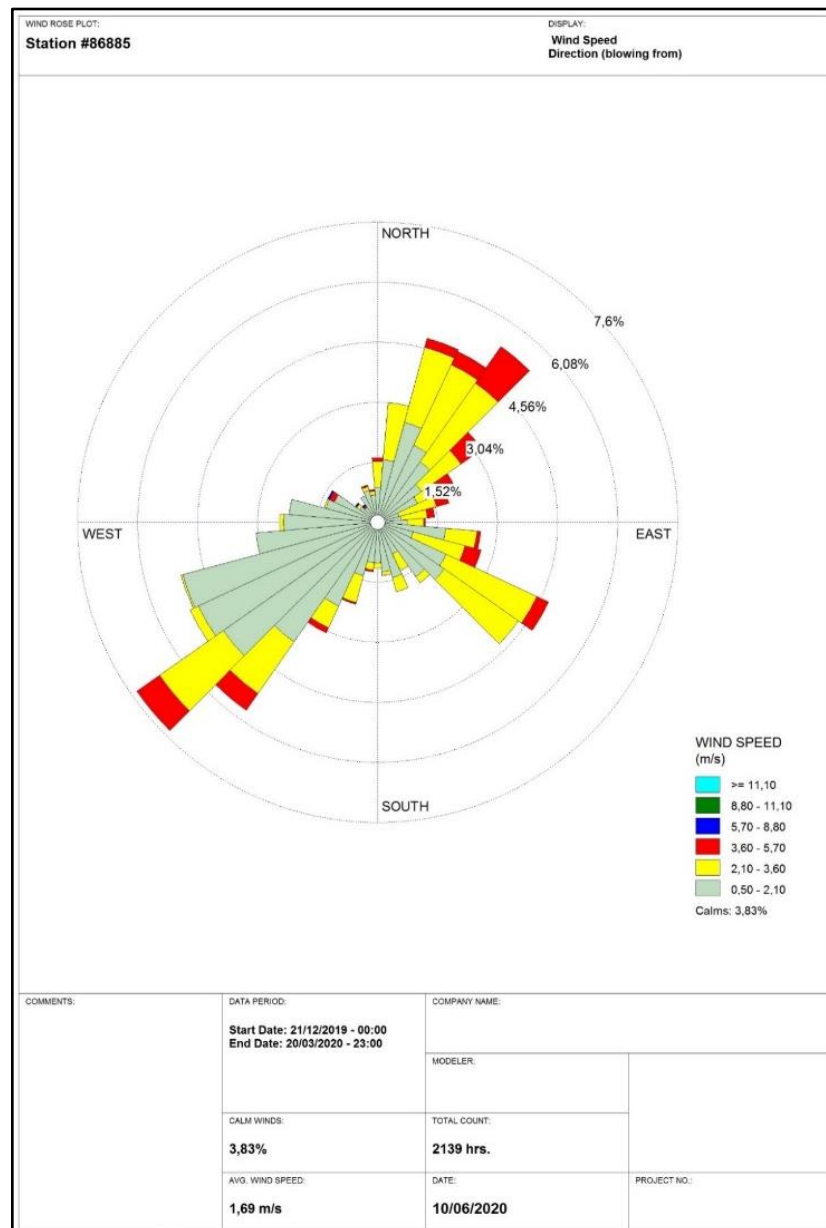 WIND ROSE PLOT:
Station #86885
DISPLAY:
Wind Speed
Direction (blowing from)
NORTH
7,6%
6,08%
4,56%
3,04%
1,52%
WEST
EAST
SOUTH
WIND SPEED
(m/s)
>= 11,10
8,80 - 11,10
5,70 - 8,80
3,60 - 5,70
2,10 - 3,60
0,50 - 2,10
Calms: 3,83%
COMMENTS:
DATA PERIOD:
Start Date: 21/12/2019 - 00:00
End Date: 20/03/2020 - 23:00
COMPANY NAME:
MODELER:
CALM WINDS:
3,83%
TOTAL COUNT:
2139 hrs.
AVG. WIND SPEED:
1,69 m/s
DATE:
10/06/2020
PROJECT NO.: